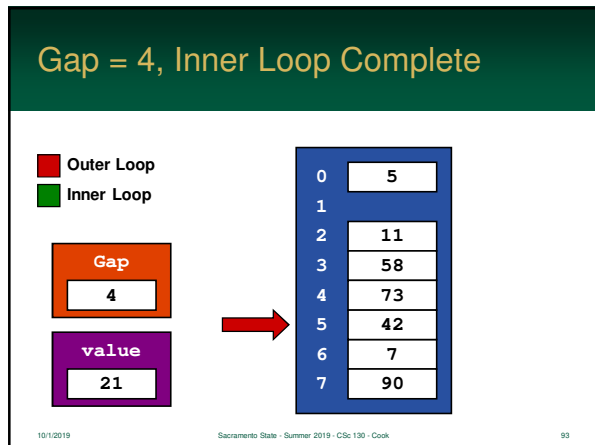 Gap = 4, Inner Loop Complete
Outer Loop
Inner Loop
Gap
4
value
21
0 5
1
2 11
3 58
4 73
5 42
6 7
7 90
10/1/2019 Sacramento State - Summer 2019 - CSc 130 - Cook 93